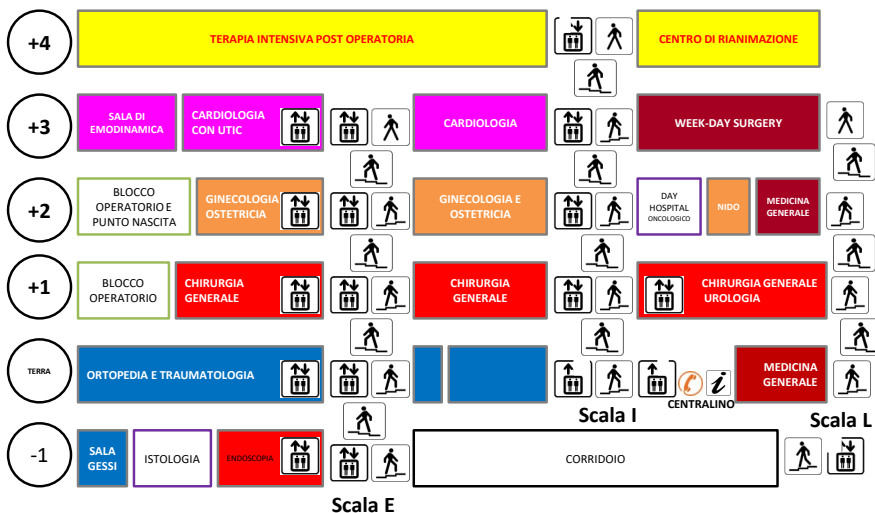 +4
TERAPIA INTENSIVA POST OPERATORIA
CENTRO DI RIANIMAZIONE
+3
SALA DI
EMODINAMICA
CARDIOLOGIA
CON UTIC
CARDIOLOGIA
WEEK-DAY SURGERY
+2
BLOCCO
OPERATORIO E
PUNTO NASCITA
GINECOLOGIA
OSTETRICIA
GINECOLOGIA E
OSTETRICIA
DAY
HOSPITAL
ONCOLOGICO
NIDO
MEDICINA
GENERALE
+1
BLOCCO
OPERATORIO
CHIRURGIA
GENERALE
CHIRURGIA
GENERALE
CHIRURGIA GENERALE
UROLOGIA
TERRA
ORTOPEDIA E TRAUMATOLOGIA
i
CENTRALINO
MEDICINA
GENERALE
Scala I
Scala L
-1
SALA
GESSI
ISTOLOGIA
ENDOSCOPIA
CORRIDOIO
Scala E